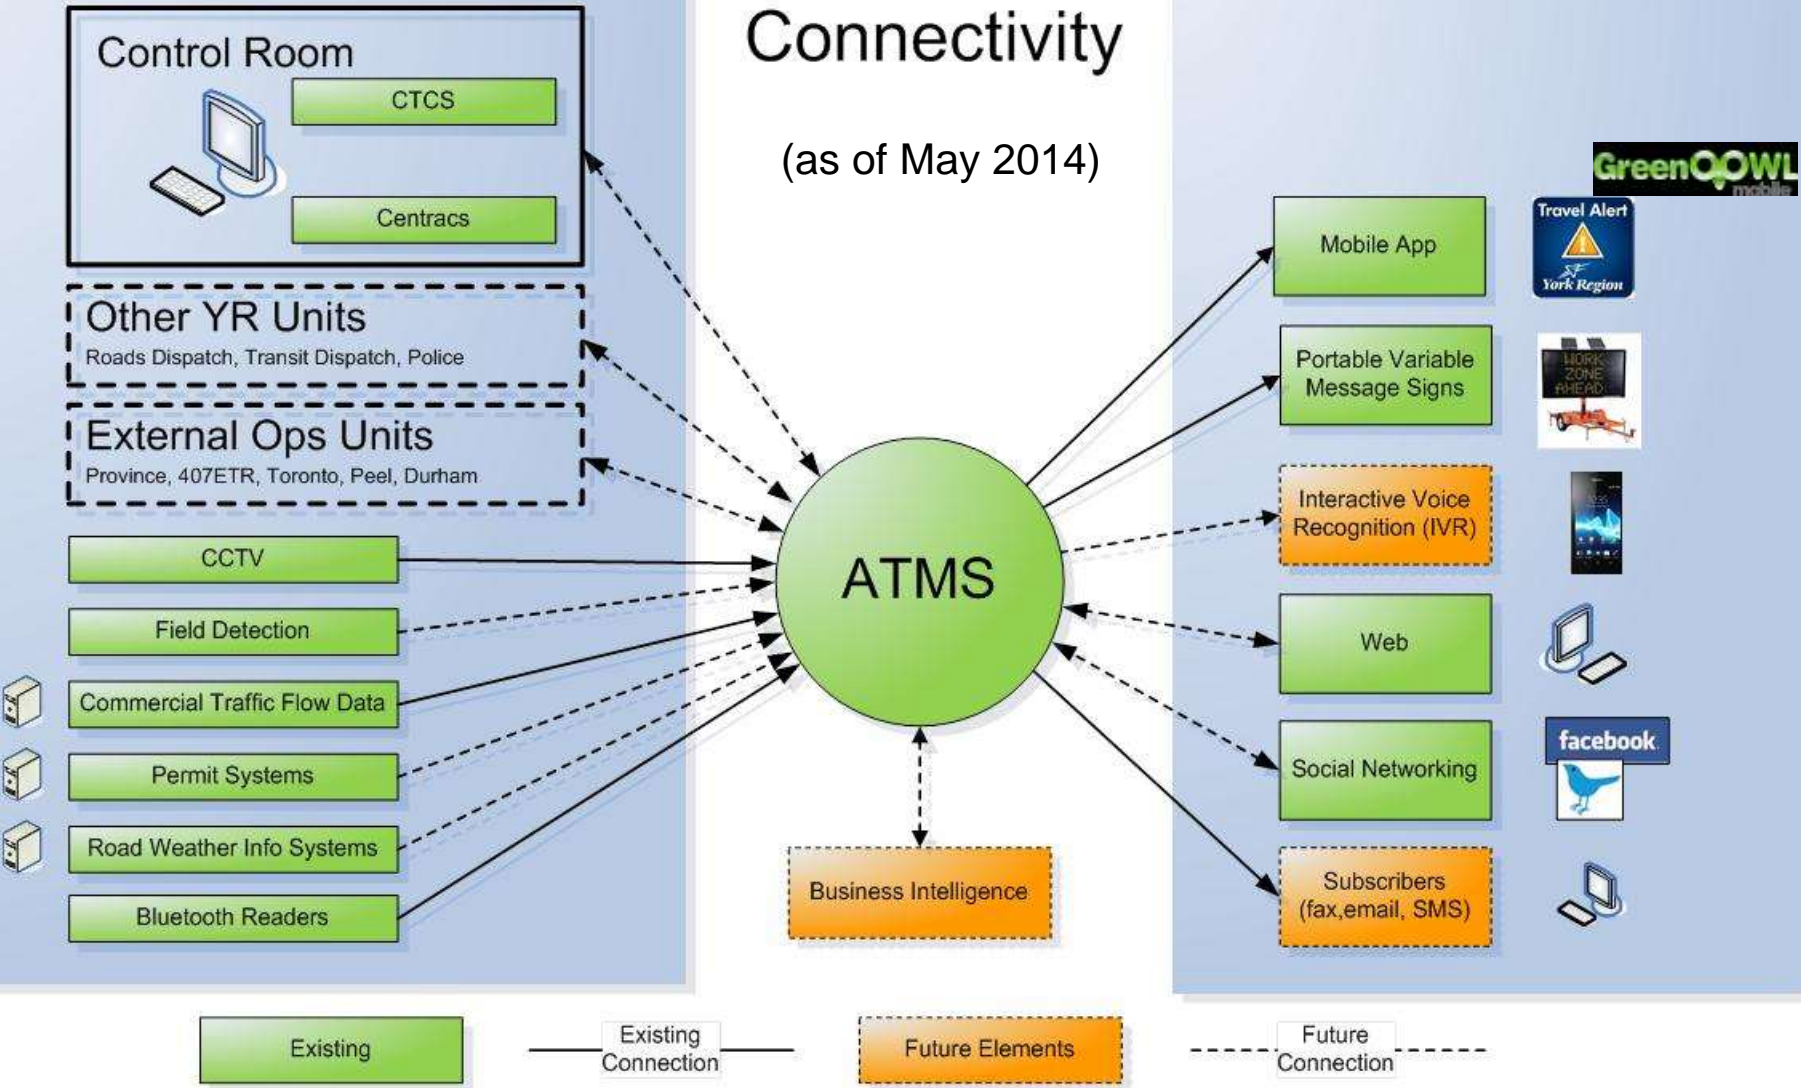 Connectivity
(as of May 2014)
Control Room
CTCS
Centracs
Other YR Units
Roads Dispatch, Transit Dispatch, Police
External Ops Units
Province, 407ETR, Toronto, Peel, Durham
CCTV
Field Detection
Commercial Traffic Flow Data
Permit Systems
Road Weather Info Systems
Bluetooth Readers
ATMS
Business Intelligence
GreenOWL
mobile
Mobile App
Travel Alert
York Region
Portable Variable
Message Signs
WORK
ZONE
AHEAD
Interactive Voice
Recognition (IVR)
Web
Social Networking
facebook
Subscribers
(fax,email, SMS)
Existing
Existing
Connection
Future Elements
Future
Connection